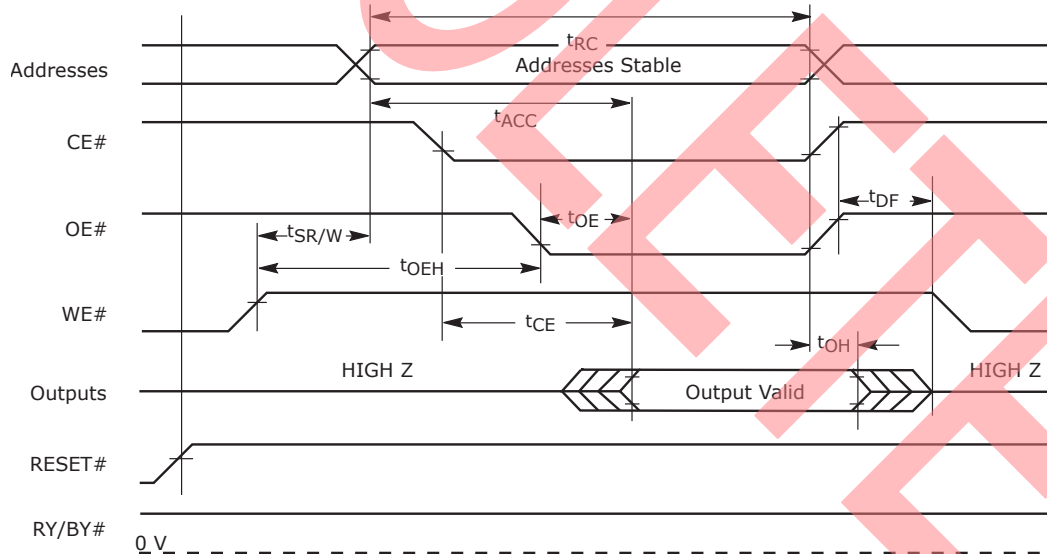 tRC
Addresses
Addresses Stable
tACC
CE#
tDF
OE#
tOE
tSR/W
tOEH
WE#
tCE
tOH
HIGH Z
HIGH Z
Outputs
Output Valid
RESET#
RY/BY#
0 V